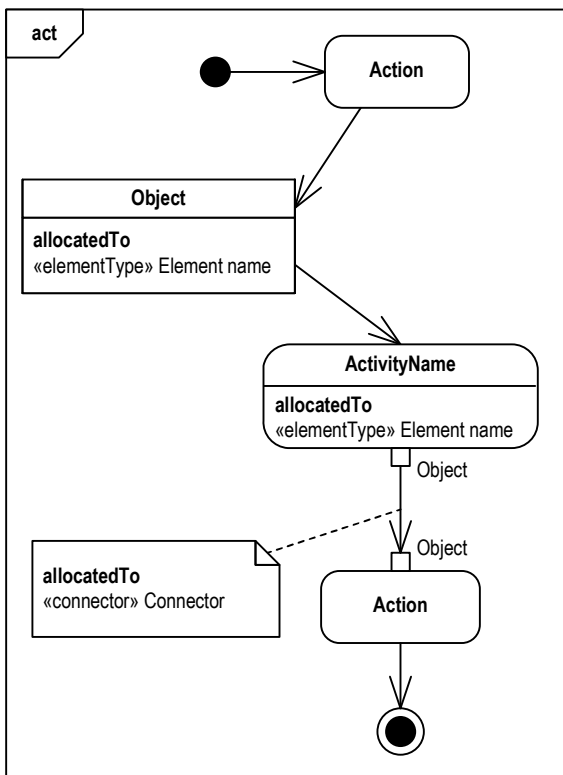 act
Action
Object
allocatedTo
«elementType» Element name
ActivityName
allocatedTo
«elementType» Element name
Object
Object
allocatedTo
«connector» Connector
Action